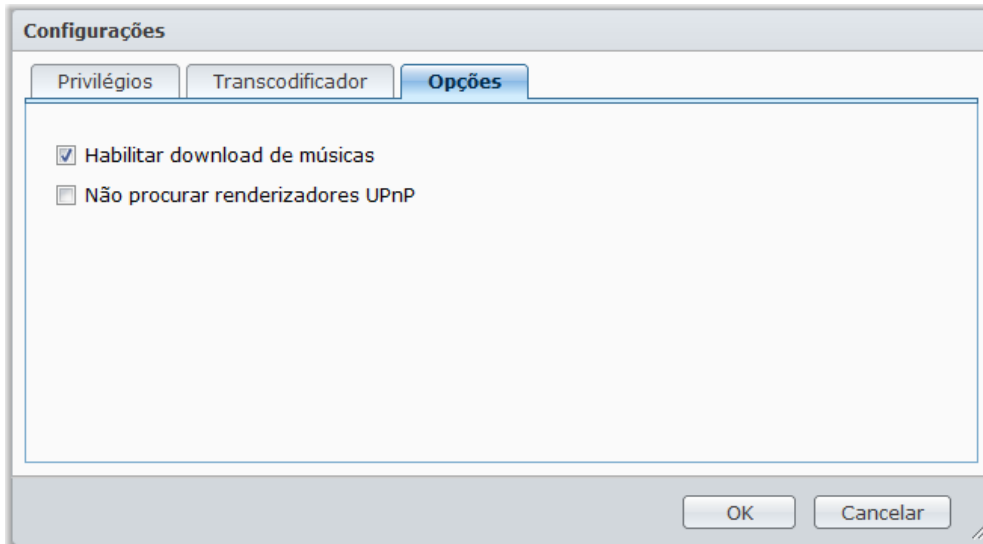 Configurações
Privilégios Transcodificador Opções
Habilitar download de músicas
Não procurar renderizadores UPnP
OK Cancelar